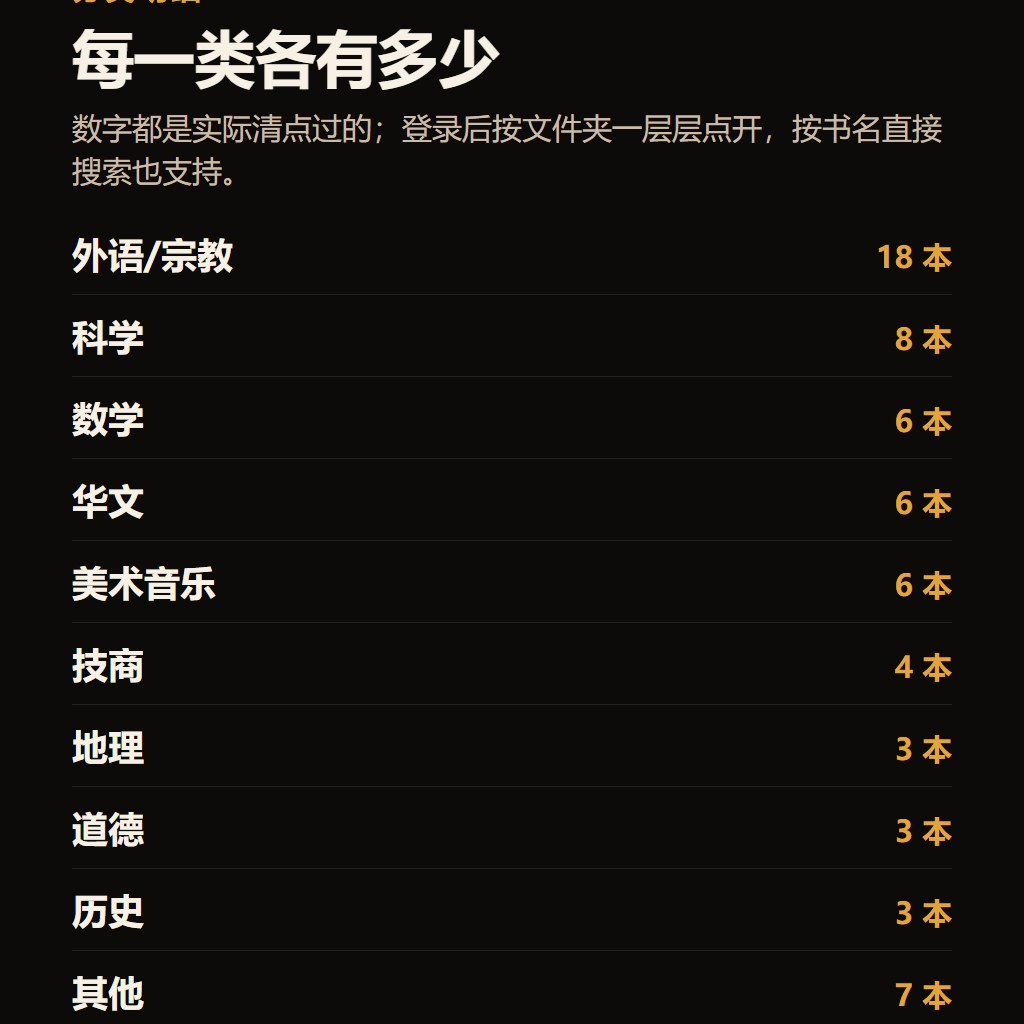 每一类各有多少
数字都是实际清点过的；登录后按文件夹一层层点开，按书名直接
搜索也支持。
外语/宗教 18 本
科学 8 本
数学 6 本
华文 6 本
美术音乐 6 本
技商 4 本
地理 3 本
道德 3 本
历史 3 本
其他 7 本